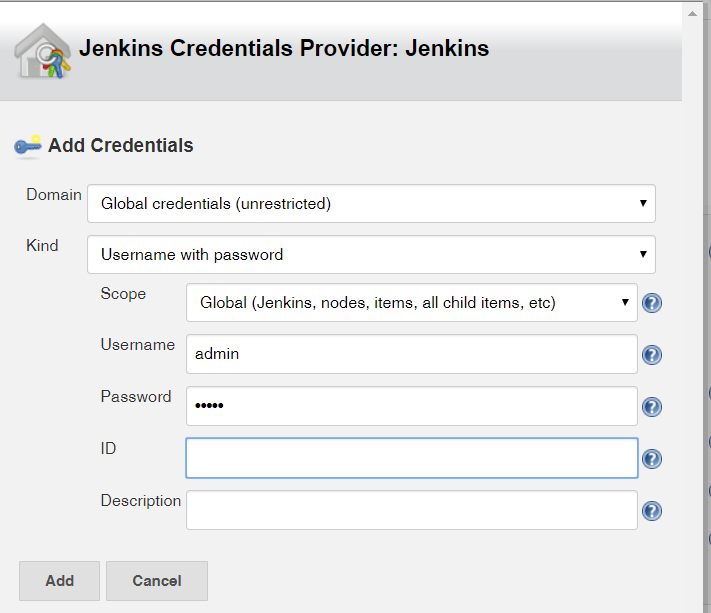 Jenkins Credentials Provider: Jenkins
Add Credentials
Domain
Global credentials (unrestricted)
Kind
Username with password
Scope
Global (Jenkins, nodes, items, all child items, etc)
Username
admin
Password
•••••
ID
Description
Add
Cancel